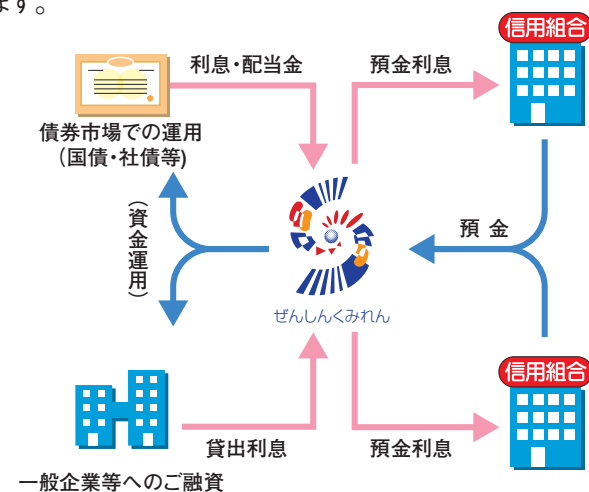 ます。
信用組合
利息・配当金
預金利息
債券市場での運用
（国債・社債等)
（資金運用）
預 金
ぜんしんくみれん
信用組合
貸出利息
預金利息
一般企業等へのご融資